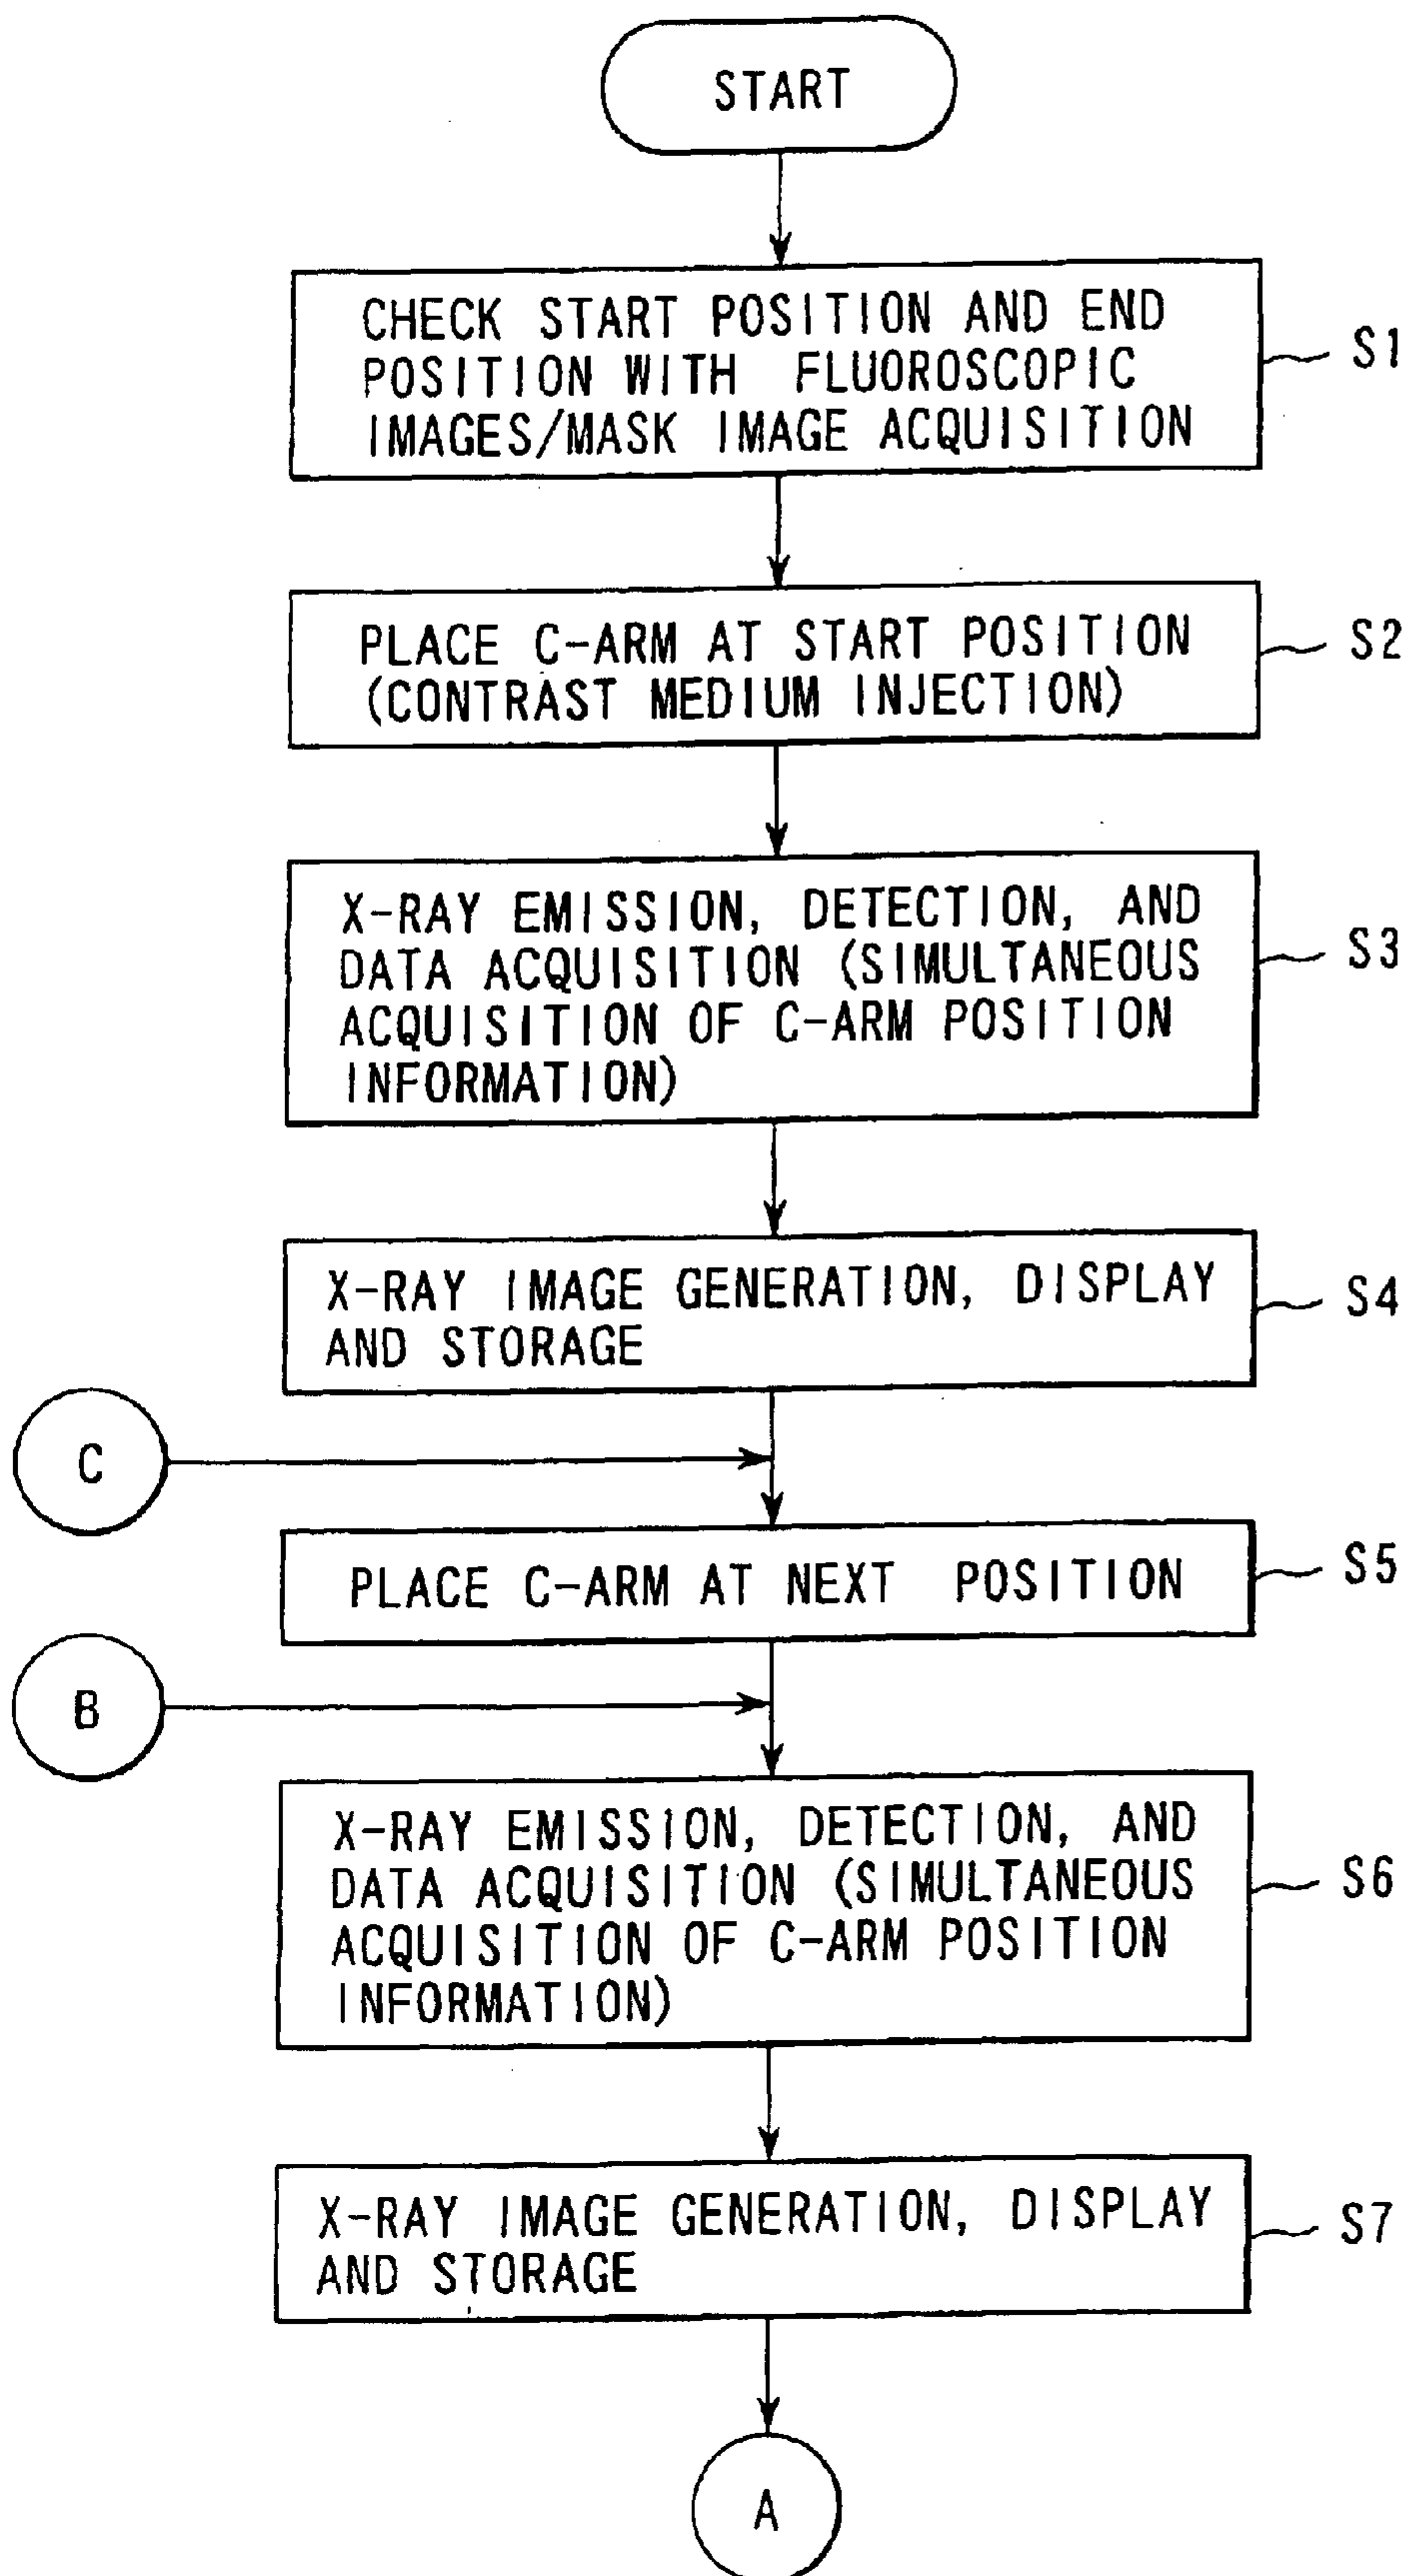 START
CHECK START POSITION AND END
POSITION WITH FLUOROSCOPIC
IMAGES/MASK IMAGE ACQUISITION
S1
PLACE C-ARM AT START POSITION
(CONTRAST MEDIUM INJECTION)
S2
X-RAY EMISSION, DETECTION, AND
DATA ACQUISITION (SIMULTANEOUS
ACQUISITION OF C-ARM POSITION
INFORMATION)
S3
X-RAY IMAGE GENERATION, DISPLAY
AND STORAGE
S4
C
PLACE C-ARM AT NEXT POSITION
S5
B
X-RAY EMISSION, DETECTION, AND
DATA ACQUISITION (SIMULTANEOUS
ACQUISITION OF C-ARM POSITION
INFORMATION)
S6
X-RAY IMAGE GENERATION, DISPLAY
AND STORAGE
S7
A